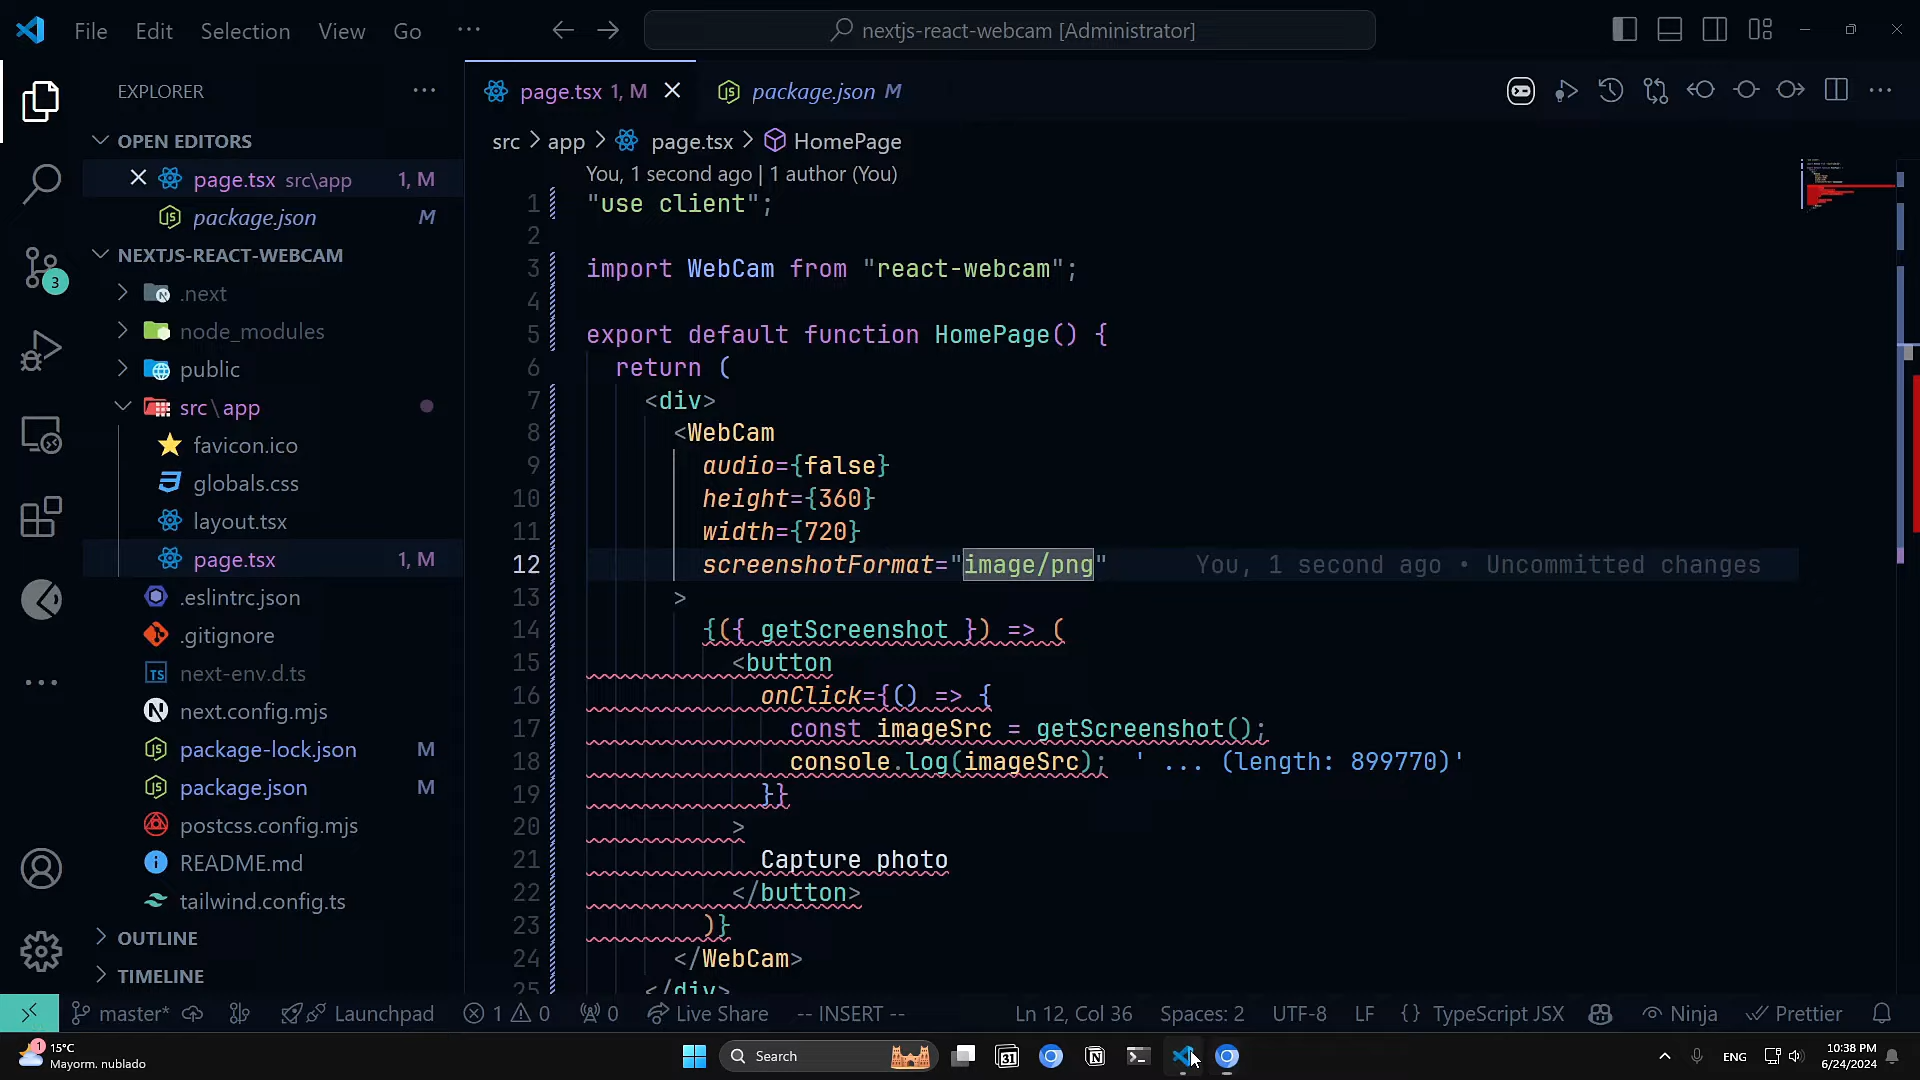 File Edit Selection View Go ···
nextjs-react-webcam [Administrator]
EXPLORER
OPEN EDITORS
page.tsx src\app 1, M
package.json M
NEXTJS-REACT-WEBCAM
.next
node_modules
public
src\app
favicon.ico
globals.css
layout.tsx
page.tsx 1, M
.eslintrc.json
.gitignore
next-env.d.ts
next.config.mjs
package-lock.json M
package.json M
postcss.config.mjs
README.md
tailwind.config.ts
OUTLINE
TIMELINE
3
page.tsx 1, M
package.json M
src > app > page.tsx > HomePage
You, 1 second ago | 1 author (You)
1 "use client";
2
3 import WebCam from "react-webcam";
4
5 export default function HomePage() {
6 return (
7 <div>
8 <WebCam
9 audio={false}
10 height={360}
11 width={720}
12 screenshotFormat="image/png" You, 1 second ago • Uncommitted changes
13 >
14 {({ getScreenshot }) => (
15 <button
16 onClick={() => {
17 const imageSrc = getScreenshot();
18 console.log(imageSrc); ' ... (length: 899770)'
19 }}
20 >
21 Capture photo
22 </button>
23 )}
24 </WebCam>
25 </div>
master* Launchpad 1 0 0 Live Share -- INSERT -- Ln 12, Col 36 Spaces: 2 UTF-8 LF {} TypeScript JSX Ninja Prettier
1 15°C
Mayorm. nublado
Search
31
ENG
10:38 PM
6/24/2024